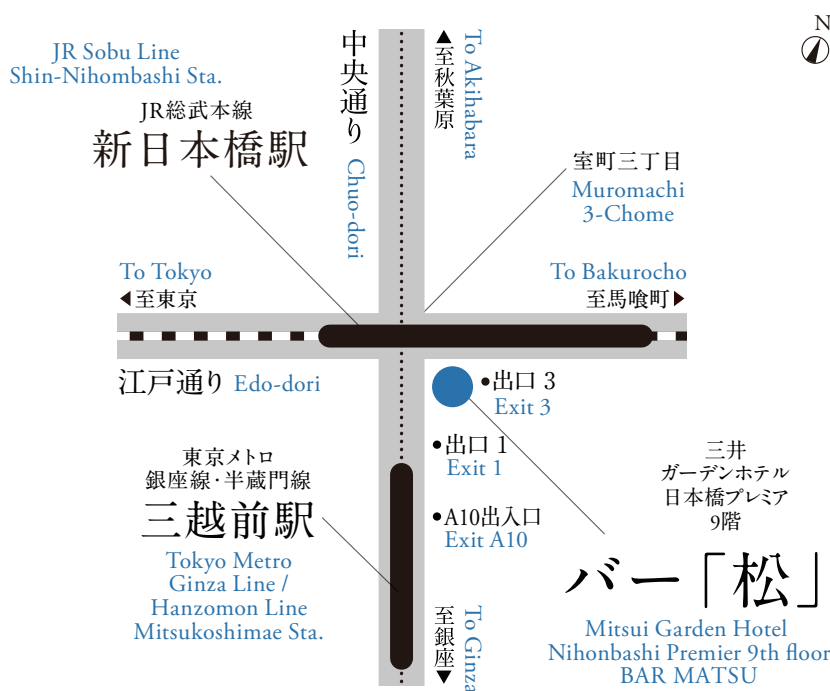 N
JR Sobu Line
Shin-Nihombashi Sta.
JR総武本線
新日本橋駅
中央通り
Chuo-dori
▲至秋葉原
To Akihabara
室町三丁目
Muromachi
3-Chome
To Tokyo
◀至東京
To Bakurocho
至馬喰町▶
江戸通り Edo-dori
●出口 3
Exit 3
●出口 1
Exit 1
●A10出入口
Exit A10
東京メトロ
銀座線・半蔵門線
三越前駅
Tokyo Metro
Ginza Line /
Hanzomon Line
Mitsukoshimae Sta.
至銀座▼
To Ginza
三井
ガーデンホテル
日本橋プレミア
9階
バー「松」
Mitsui Garden Hotel
Nihonbashi Premier 9th floor
BAR MATSU